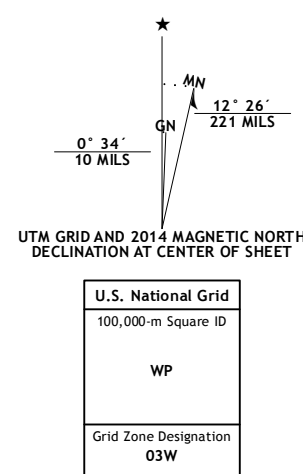 ★
MN
12° 26´
221 MILS
GN
0° 34´
10 MILS
UTM GRID AND 2014 MAGNETIC NORTH
DECLINATION AT CENTER OF SHEET
U.S. National Grid
100,000-m Square ID
WP
Grid Zone Designation
03W